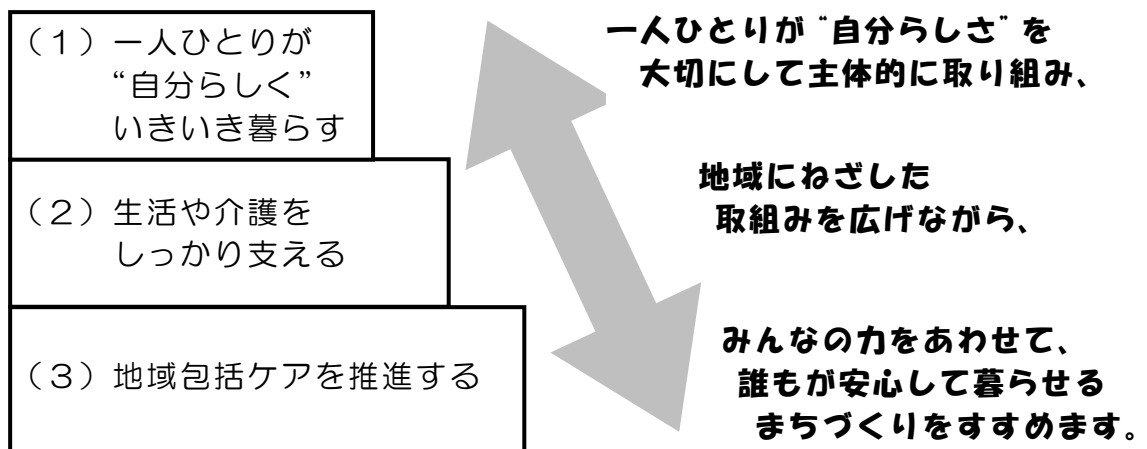 （１）一人ひとりが
“自分らしく”
いきいき暮らす
（２）生活や介護を
しっかり支える
（３）地域包括ケアを推進する
一人ひとりが“自分らしさ”を
大切にして主体的に取り組み、
地域にねざした
取組みを広げながら、
みんなの力をあわせて、
誰もが安心して暮らせる
まちづくりをすすめます。